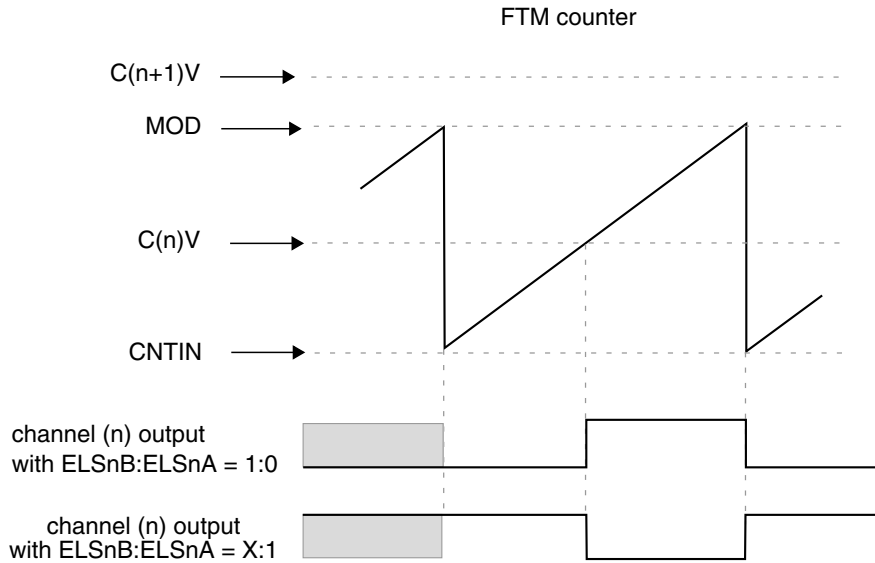 FTM counter
C(n+1)V
MOD
C(n)V
CNTIN
channel (n) output
with ELSnB:ELSnA = 1:0
channel (n) output
with ELSnB:ELSnA = X:1